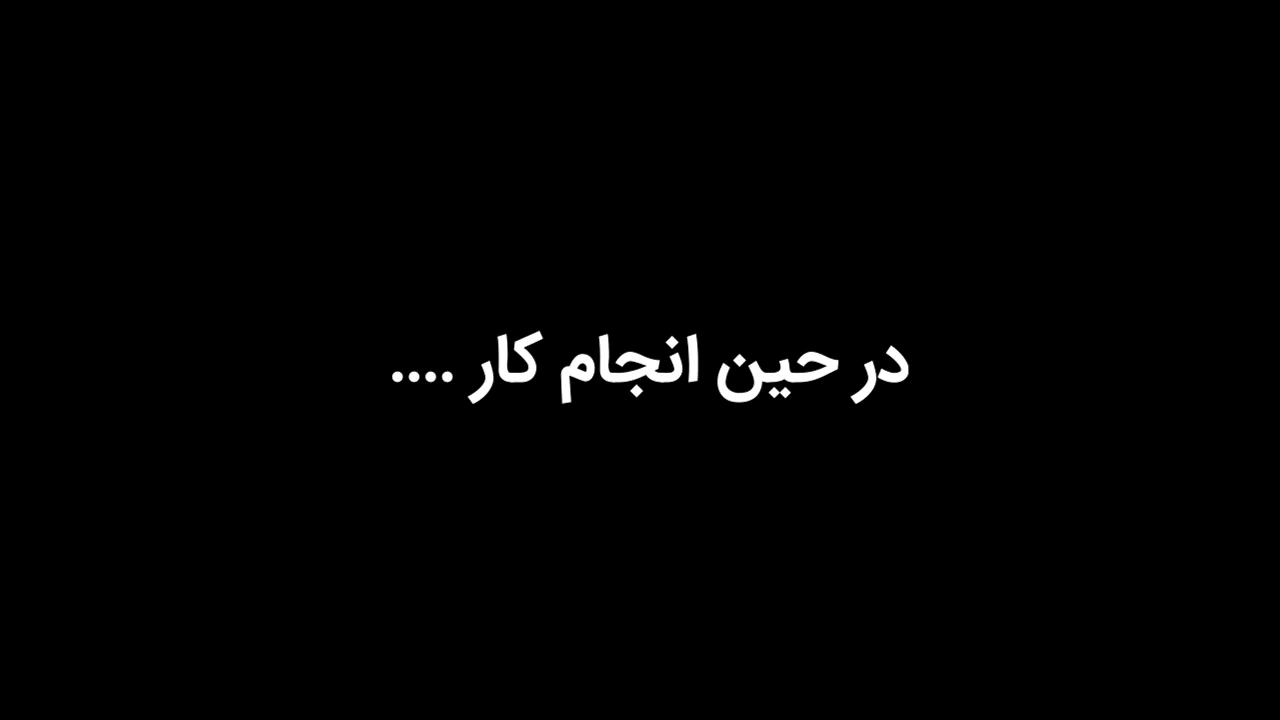 در حین انجام کار ....